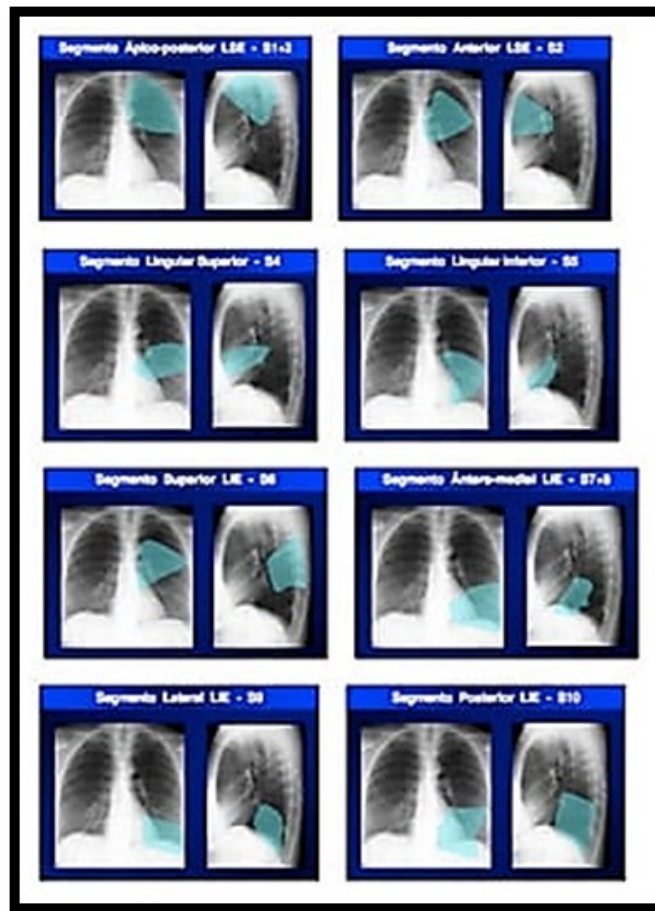 Segmento Ápico-posterior LSE - S1+2
Segmento Anterior LSE - S3
Segmento Lingular Superior - S4
Segmento Lingular Inferior - S5
Segmento Superior LIE - S6
Segmento Ântero-medial LIE - S7+8
Segmento Lateral LIE - S9
Segmento Posterior LIE - S10